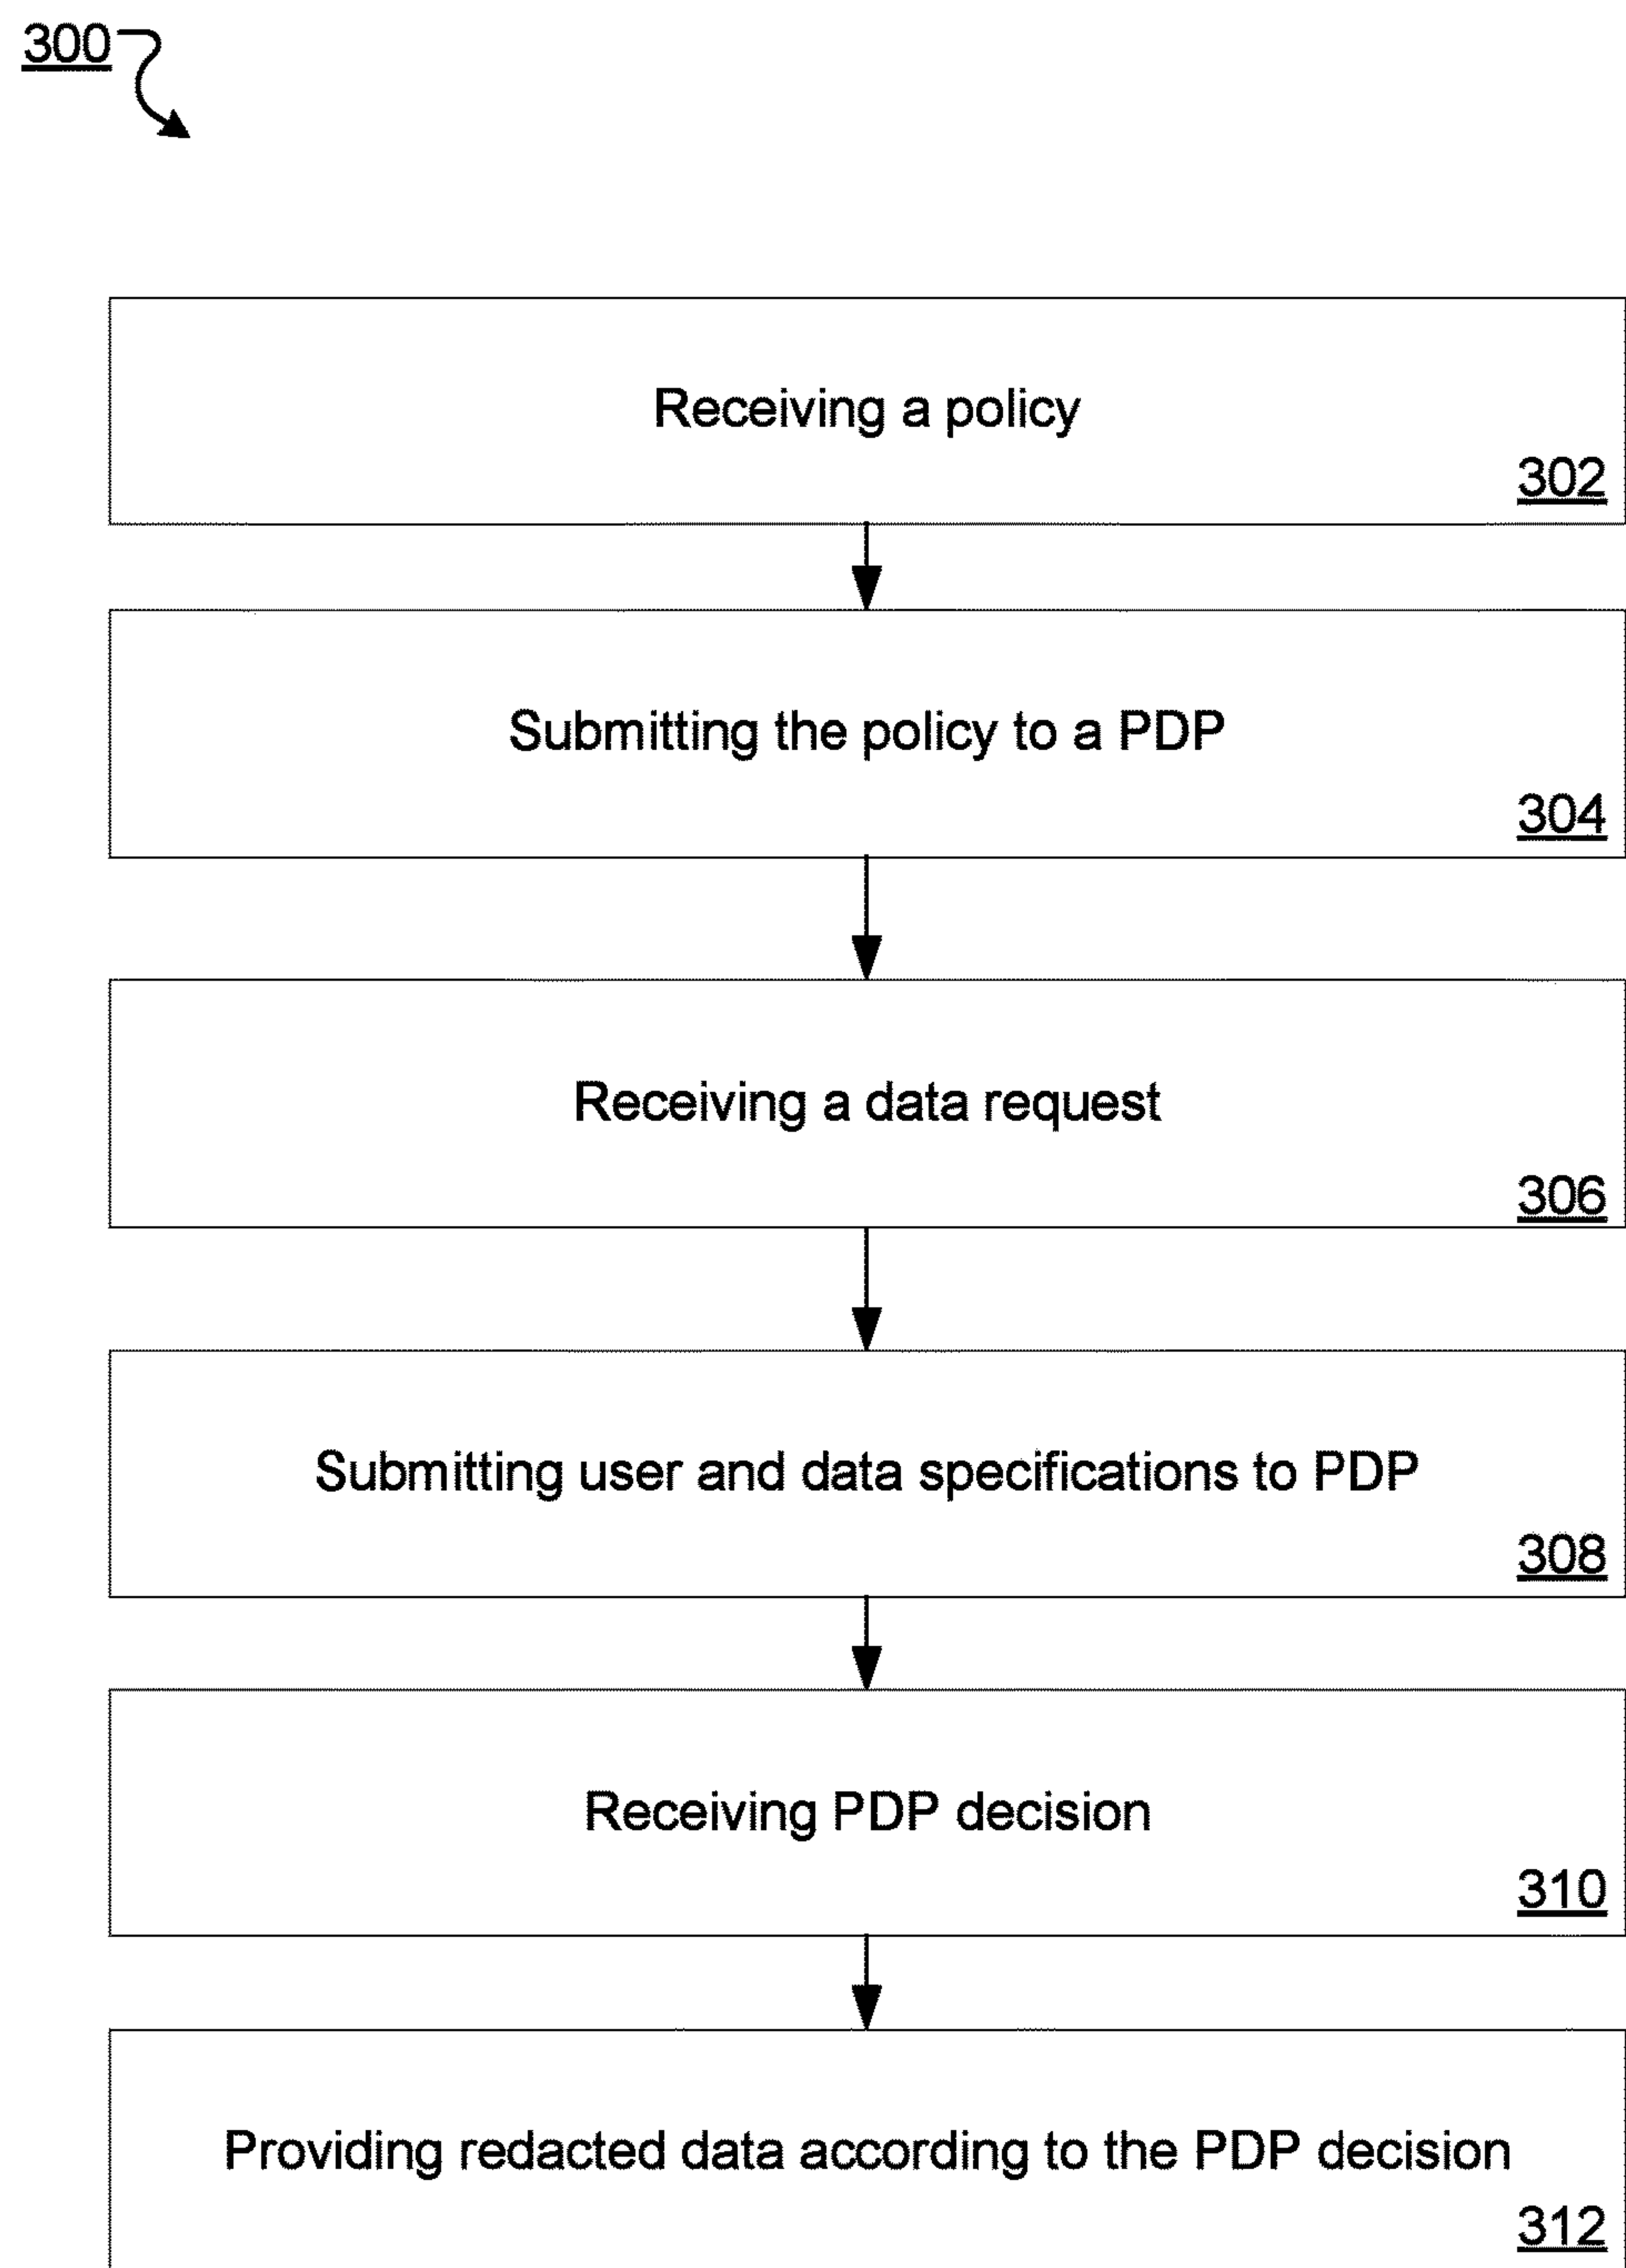 300
Receiving a policy
302
Submitting the policy to a PDP
304
Receiving a data request
306
Submitting user and data specifications to PDP
308
Receiving PDP decision
310
Providing redacted data according to the PDP decision
312